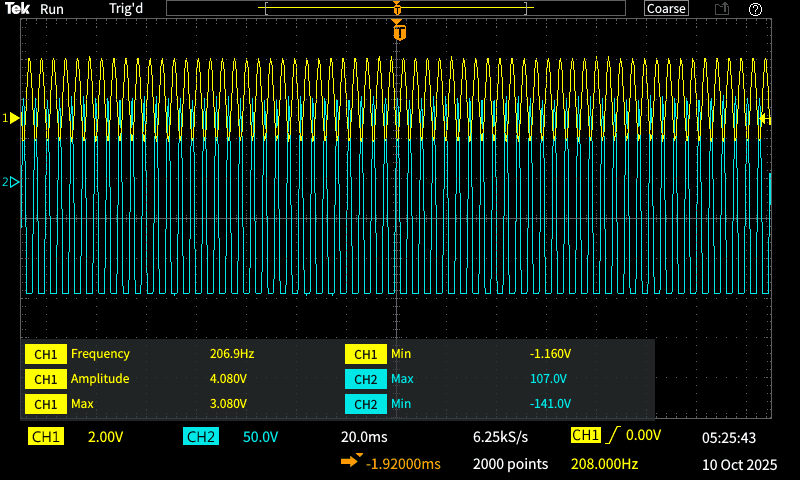 Tek Run Trig'd Coarse ?
T
T
1
2
CH1 Frequency 206.9Hz CH1 Min -1.160V
CH1 Amplitude 4.080V CH2 Max 107.0V
CH1 Max 3.080V CH2 Min -141.0V
CH1 2.00V CH2 50.0V 20.0ms 6.25kS/s CH1 0.00V 05:25:43
-1.92000ms 2000 points 208.000Hz 10 Oct 2025